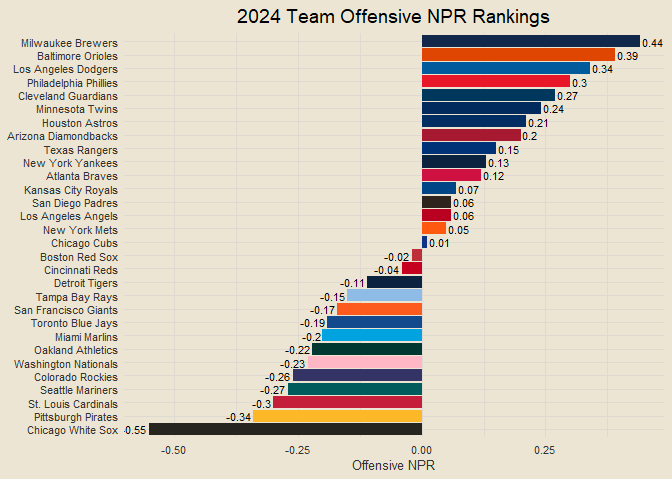 2024 Team Offensive NPR Rankings
Milwaukee Brewers 0.44
Baltimore Orioles 0.39
Los Angeles Dodgers 0.34
Philadelphia Phillies 0.3
Cleveland Guardians 0.27
Minnesota Twins 0.24
Houston Astros 0.21
Arizona Diamondbacks 0.2
Texas Rangers 0.15
New York Yankees 0.13
Atlanta Braves 0.12
Kansas City Royals 0.07
San Diego Padres 0.06
Los Angeles Angels 0.06
New York Mets 0.05
Chicago Cubs 0.01
Boston Red Sox -0.02
Cincinnati Reds -0.04
Detroit Tigers -0.11
Tampa Bay Rays -0.15
San Francisco Giants -0.17
Toronto Blue Jays -0.19
Miami Marlins -0.2
Oakland Athletics -0.22
Washington Nationals -0.23
Colorado Rockies -0.26
Seattle Mariners -0.27
St. Louis Cardinals -0.3
Pittsburgh Pirates -0.34
Chicago White Sox -0.55
-0.50 -0.25 0.00 0.25
Offensive NPR